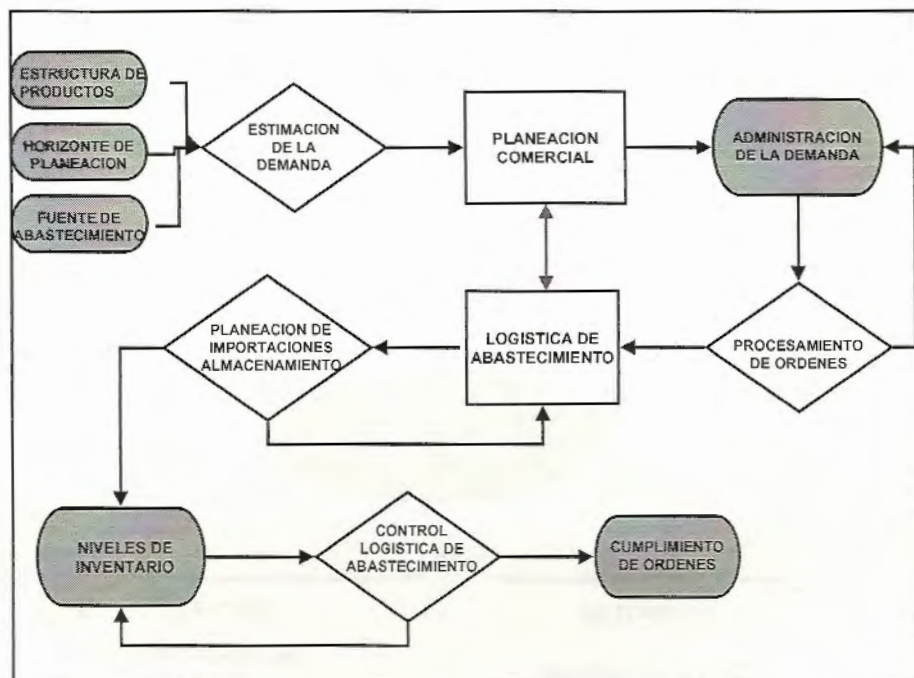 ESTRUCTURA DE
PRODUCTOS
HORIZONTE DE
PLANEACION
FUENTE DE
ABASTECIMIENTO
ESTIMACION
DE LA
DEMANDA
PLANEACION
COMERCIAL
ADMINISTRACION
DE LA DEMANDA
PLANEACION DE
IMPORTACIONES
ALMACENAMIENTO
LOGISTICA DE
ABASTECIMIENTO
PROCESAMIENTO
DE ORDENES
NIVELES DE
INVENTARIO
CONTROL
LOGISTICA DE
ABASTECIMIENTO
CUMPLIMIENTO
DE ORDENES